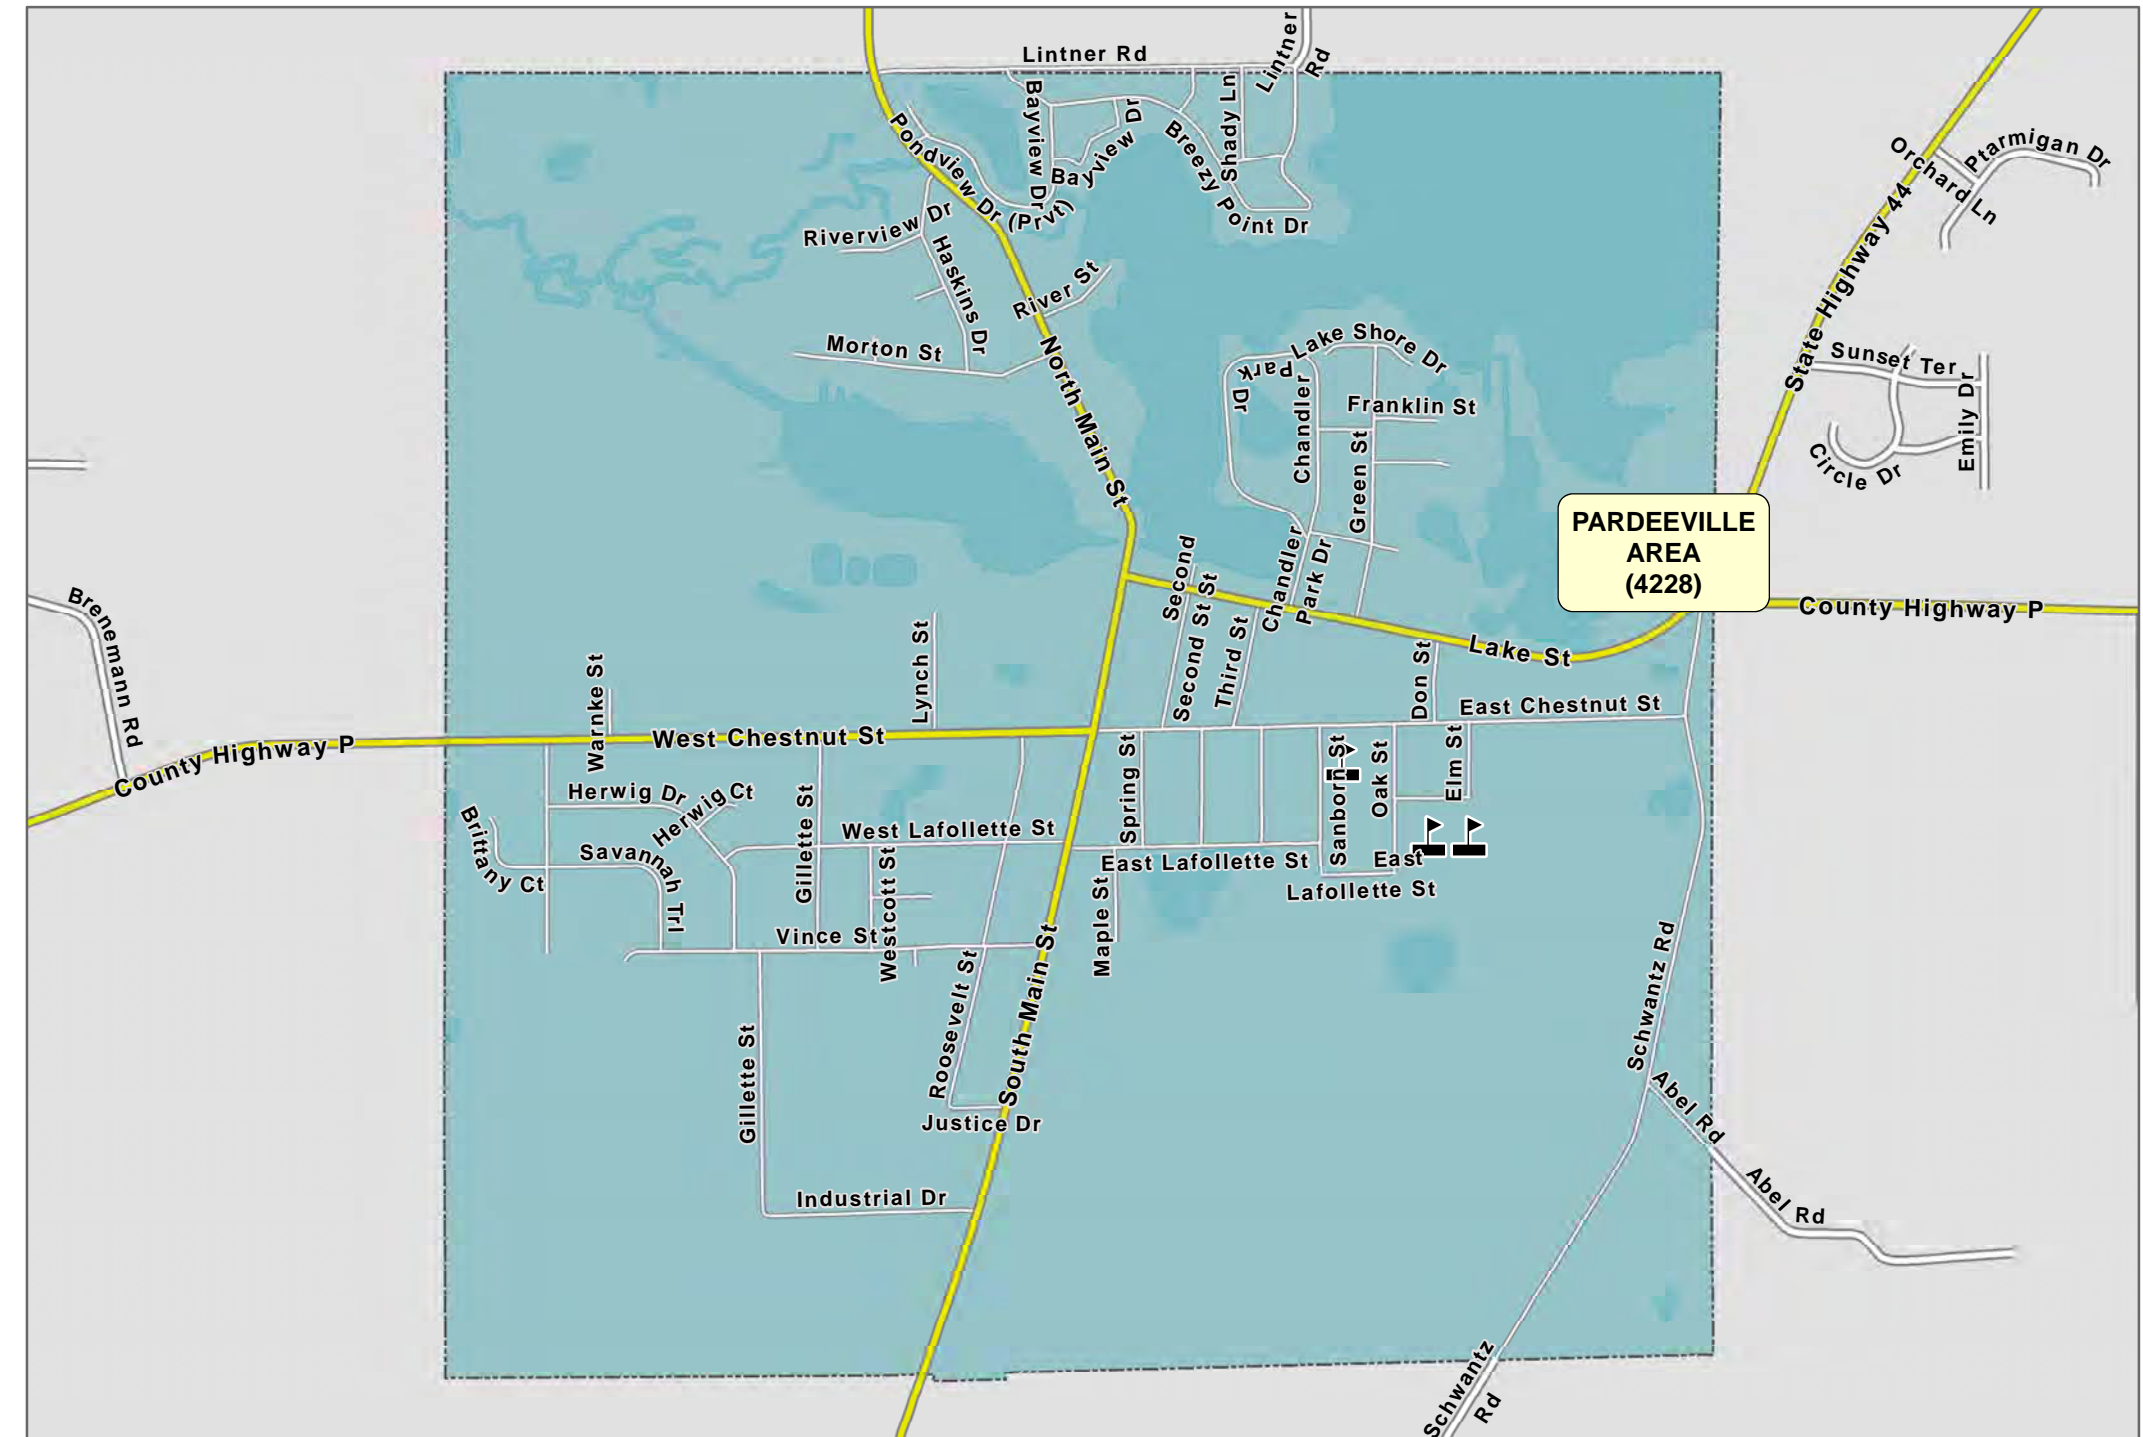 Lintner Rd
Lintner
Rd
Bayview Dr
Bayview Dr
Shady Ln
Breezy Point Dr
Pondview Dr (Prvt)
Orchard Ln
Ptarmigan Dr
State Highway 44
Riverview Dr
Haskins Dr
River St
Morton St
North Main St
Lake Shore Dr
Park Dr
Chandler
Franklin St
Green St
Sunset Ter
Emily Dr
Circle Dr
PARDEEVILLE
AREA
(4228)
County Highway P
Second
Second St St
Third St
Chandler
Park Dr
Lake St
Don St
East Chestnut St
Brenemann Rd
County Highway P
Warnke St
Lynch St
West Chestnut St
Spring St
Sanborn St
Oak St
Elm St
Herwig Dr
Herwig Ct
Gillette St
West Lafollette St
Brittany Ct
Savannah Trl
Westcott St
East Lafollette St
East
Lafollette St
Maple St
Vince St
Roosevelt St
South Main St
Schwantz Rd
Gillette St
Justice Dr
Industrial Dr
Abel Rd
Abel Rd
Schwantz
Rd